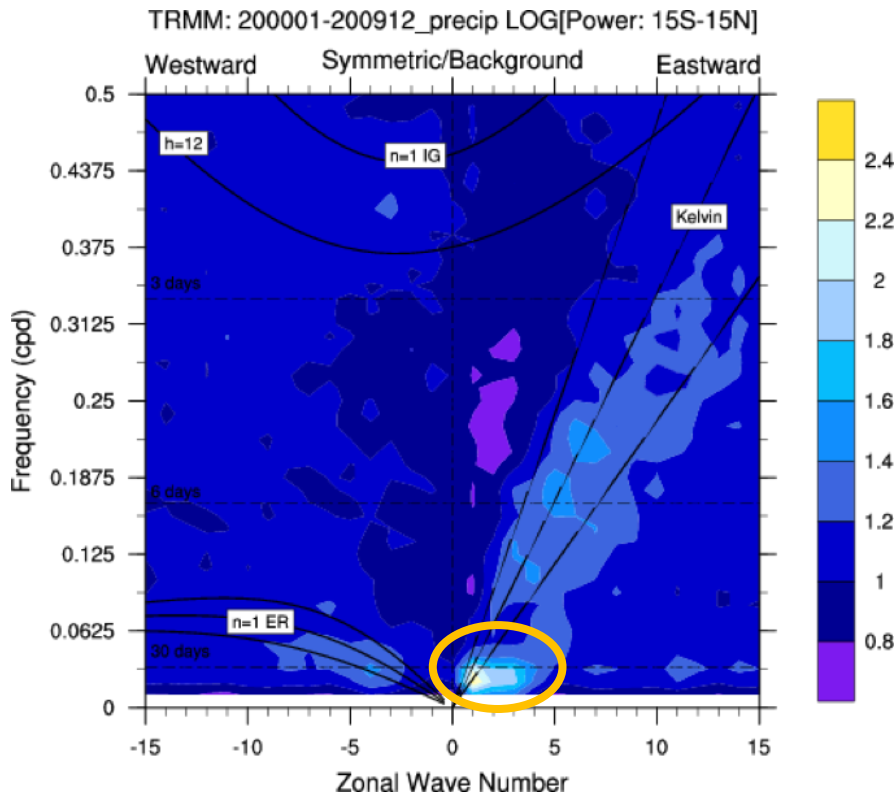 TRMM: 200001-200912_precip LOG[Power: 15S-15N]
Westward Symmetric/Background Eastward
0.5
h=12
n=1 IG
0.4375
Kelvin
0.375
3 days
0.3125
0.25
0.1875
6 days
0.125
n=1 ER
0.0625
30 days
0
Frequency (cpd)
-15 -10 -5 0 5 10 15
Zonal Wave Number
2.4
2.2
2
1.8
1.6
1.4
1.2
1
0.8